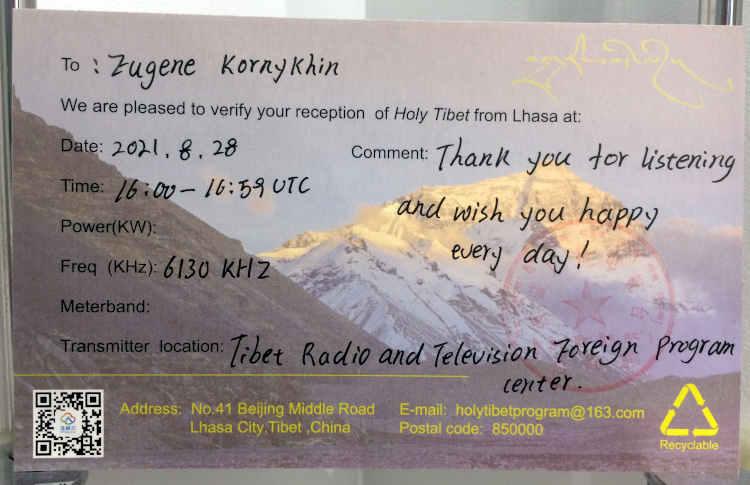 To : Zugene Kornykhin
We are pleased to verify your reception of Holy Tibet from Lhasa at:
Date: 2021.8.28
Comment: Thank you for listening
and wish you happy
every day!
Time: 16:00 – 16:59 UTC
Power(KW):
Freq (KHz): 6130 KHZ
Meterband:
Transmitter location: Tibet Radio and Television Foreign Program
center.
Address: No.41 Beijing Middle Road
Lhasa City,Tibet ,China
E-mail: holytibetprogram@163.com
Postal code: 850000
Recyclable